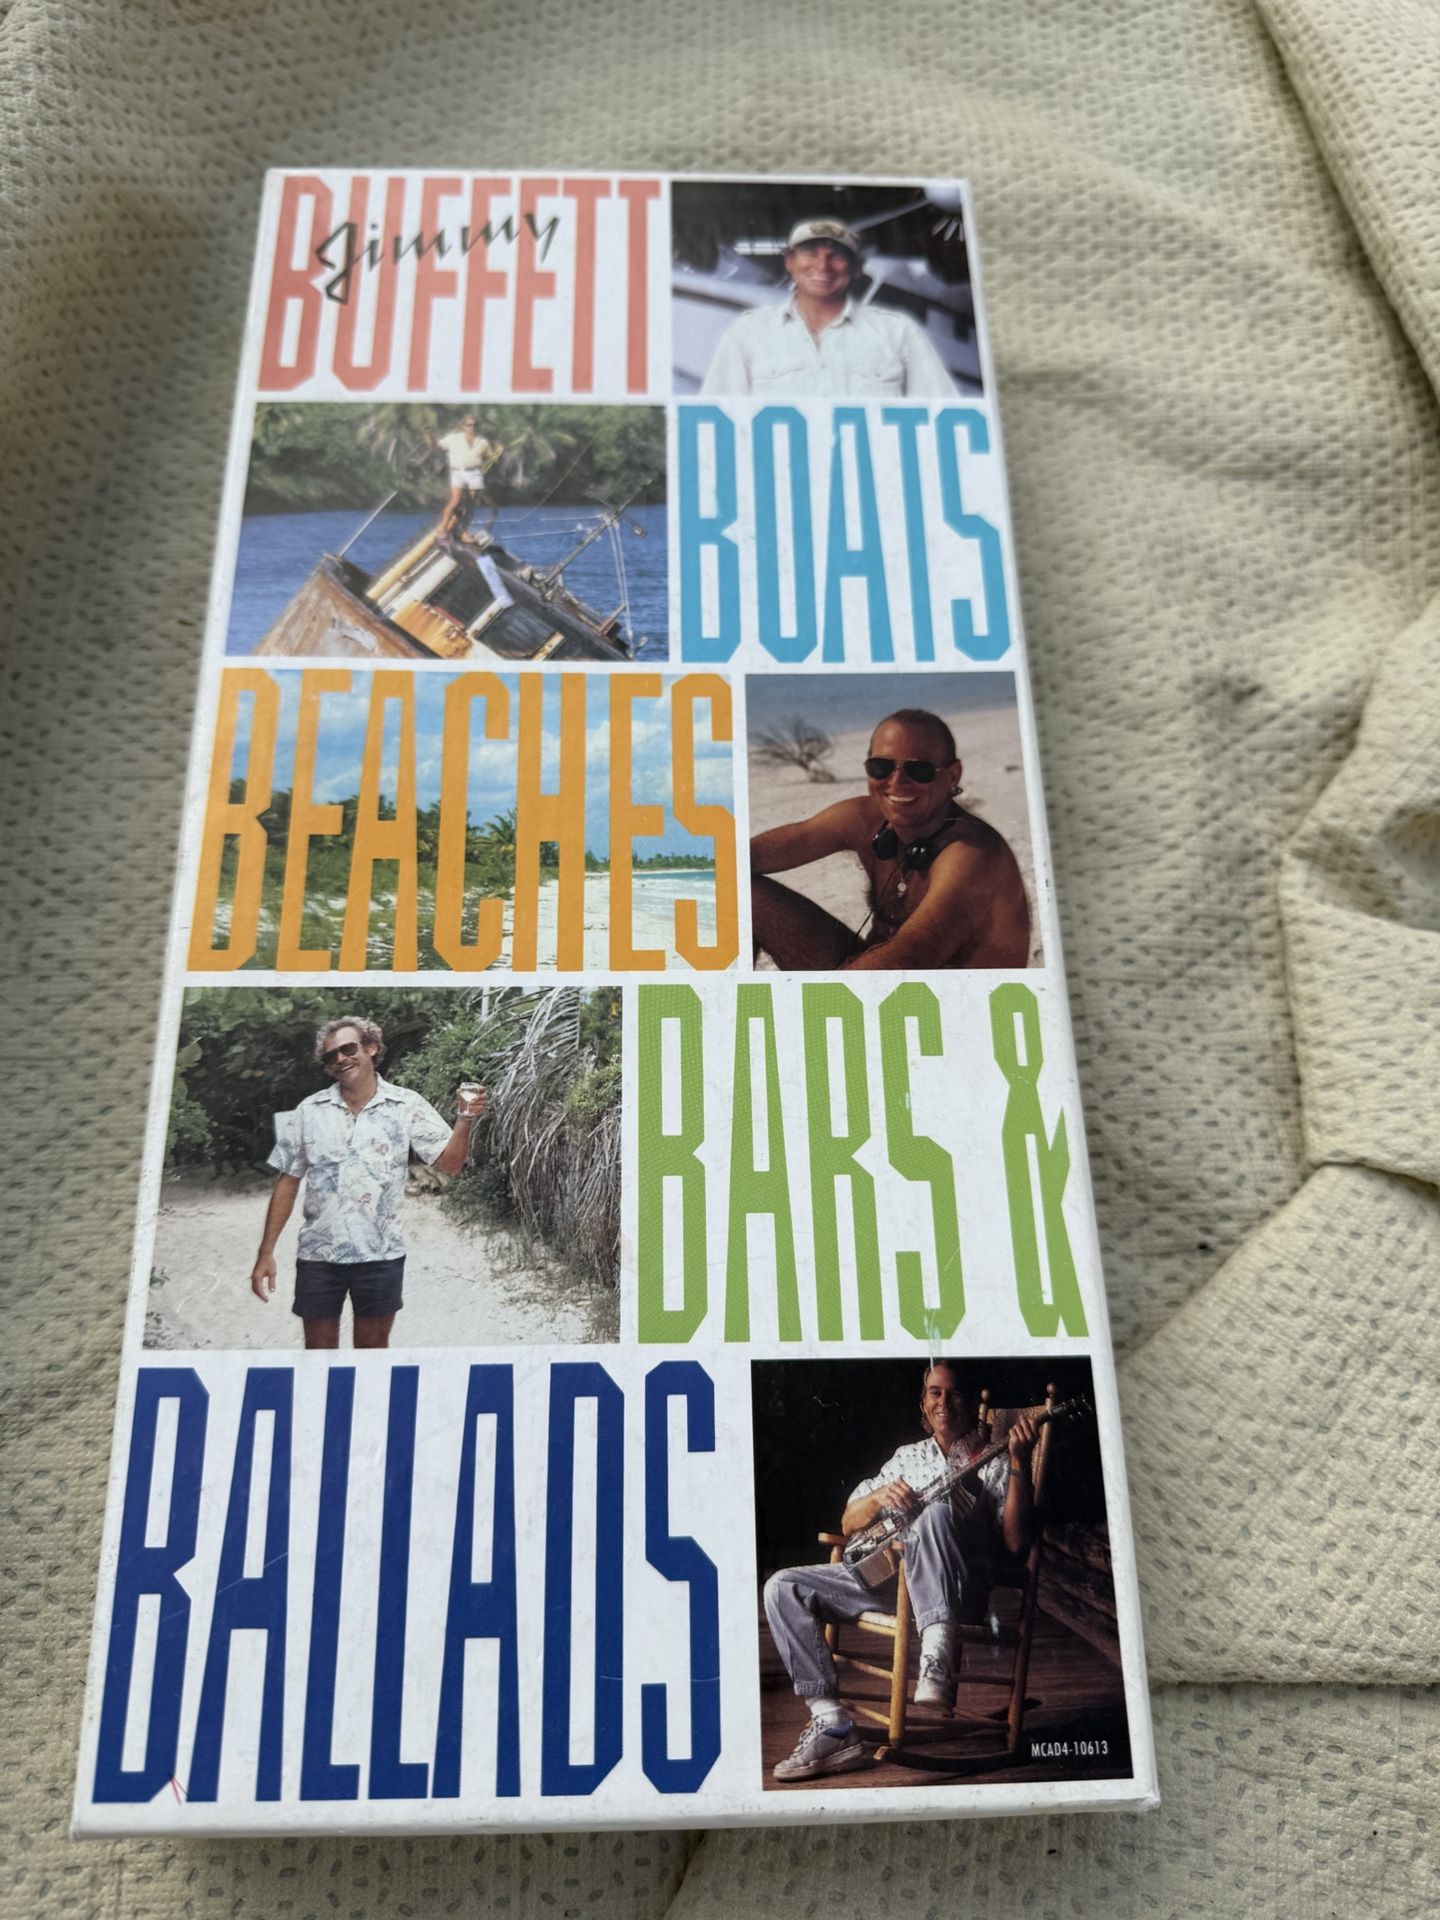 Jimmy
BUFFETT
BOATS
BEACHES
BARS &
BALLADS
MCAD4-10613